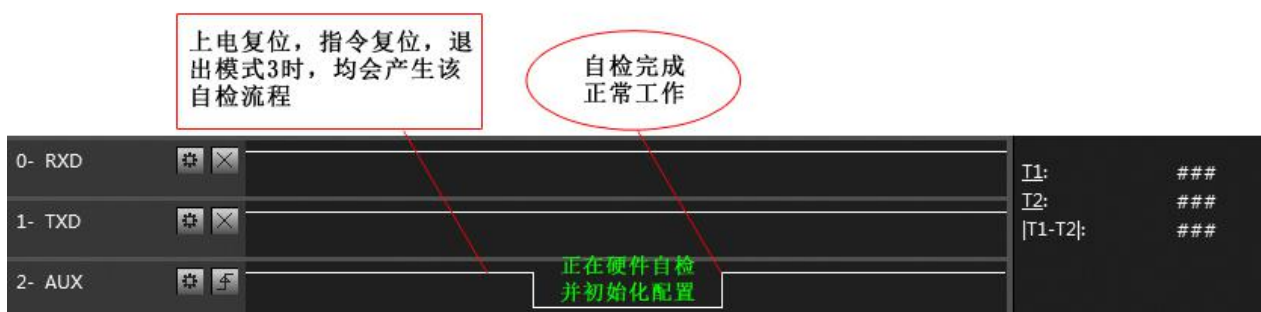 上电复位，指令复位，退
出模式3时，均会产生该
自检流程
自检完成
正常工作
0- RXD
T1: ###
T2: ###
1- TXD
|T1-T2|: ###
2- AUX
正在硬件自检
并初始化配置